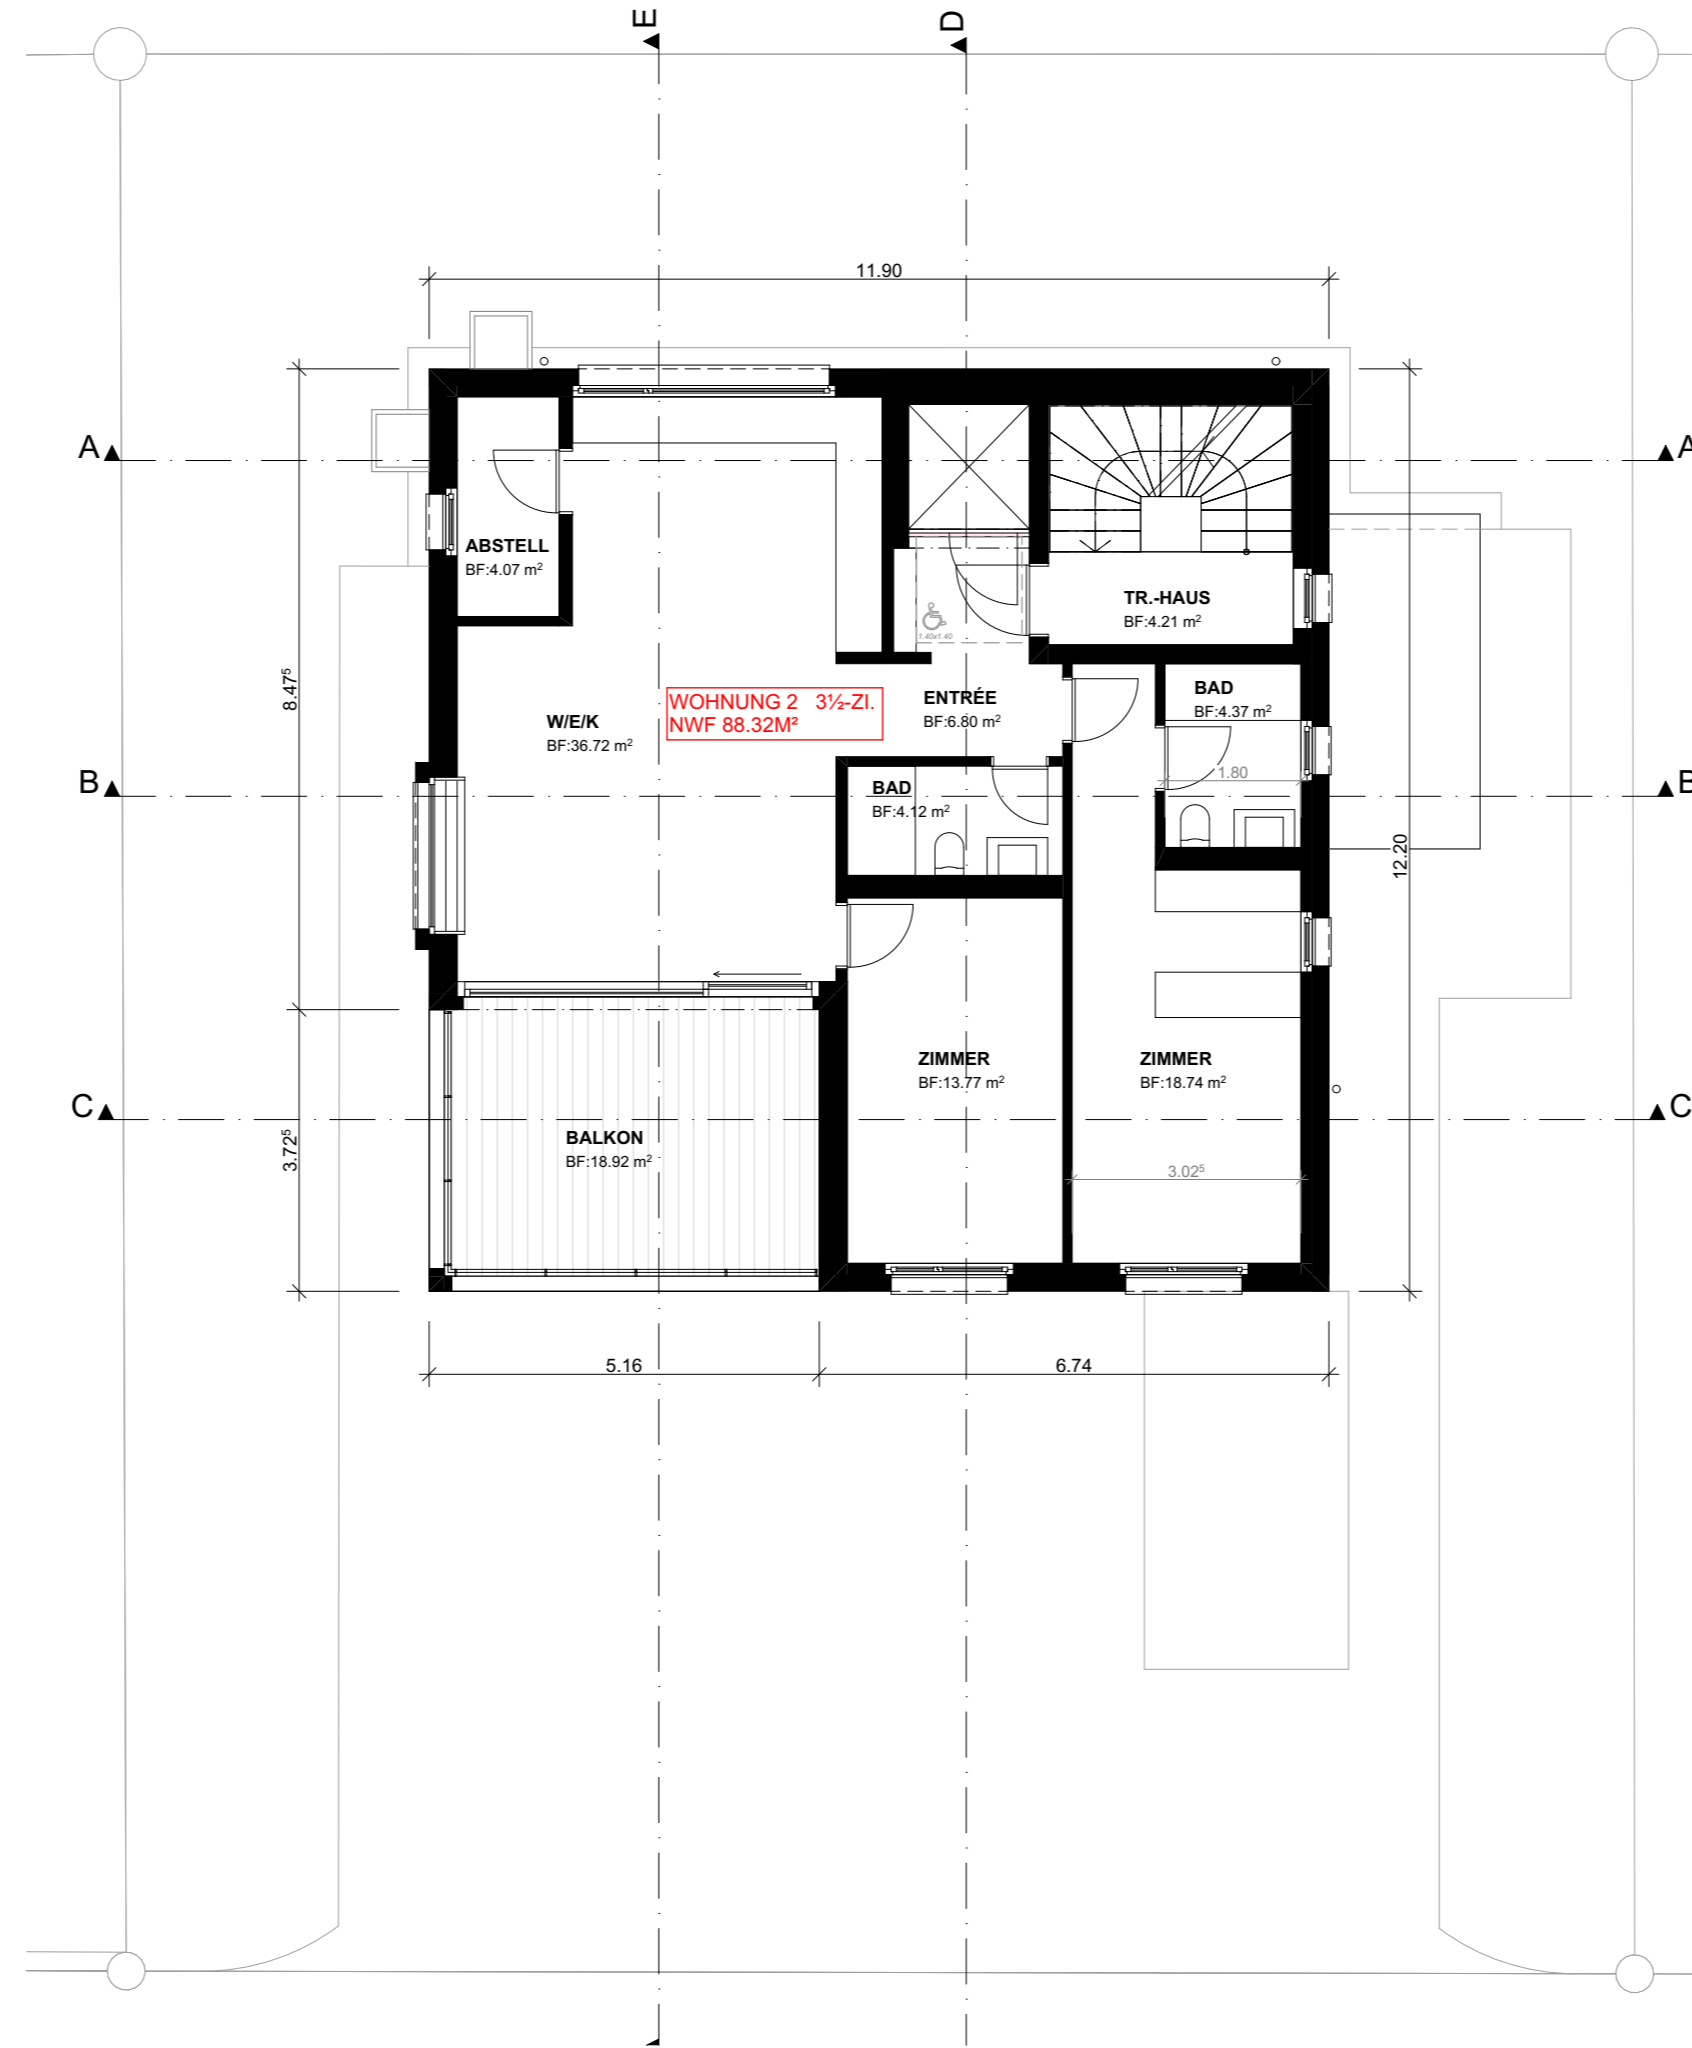 E
D
11.90
A
A
ABSTELL
BF:4.07 m²
TR.-HAUS
BF:4.21 m²
1.40x1.40
8.47⁵
WOHNUNG 2 3½-ZI.
NWF 88.32M²
W/E/K
BF:36.72 m²
ENTRÉE
BF:6.80 m²
BAD
BF:4.37 m²
1.80
B
B
BAD
BF:4.12 m²
12.20
ZIMMER
BF:13.77 m²
ZIMMER
BF:18.74 m²
C
C
3.72⁵
BALKON
BF:18.92 m²
3.02⁵
5.16
6.74